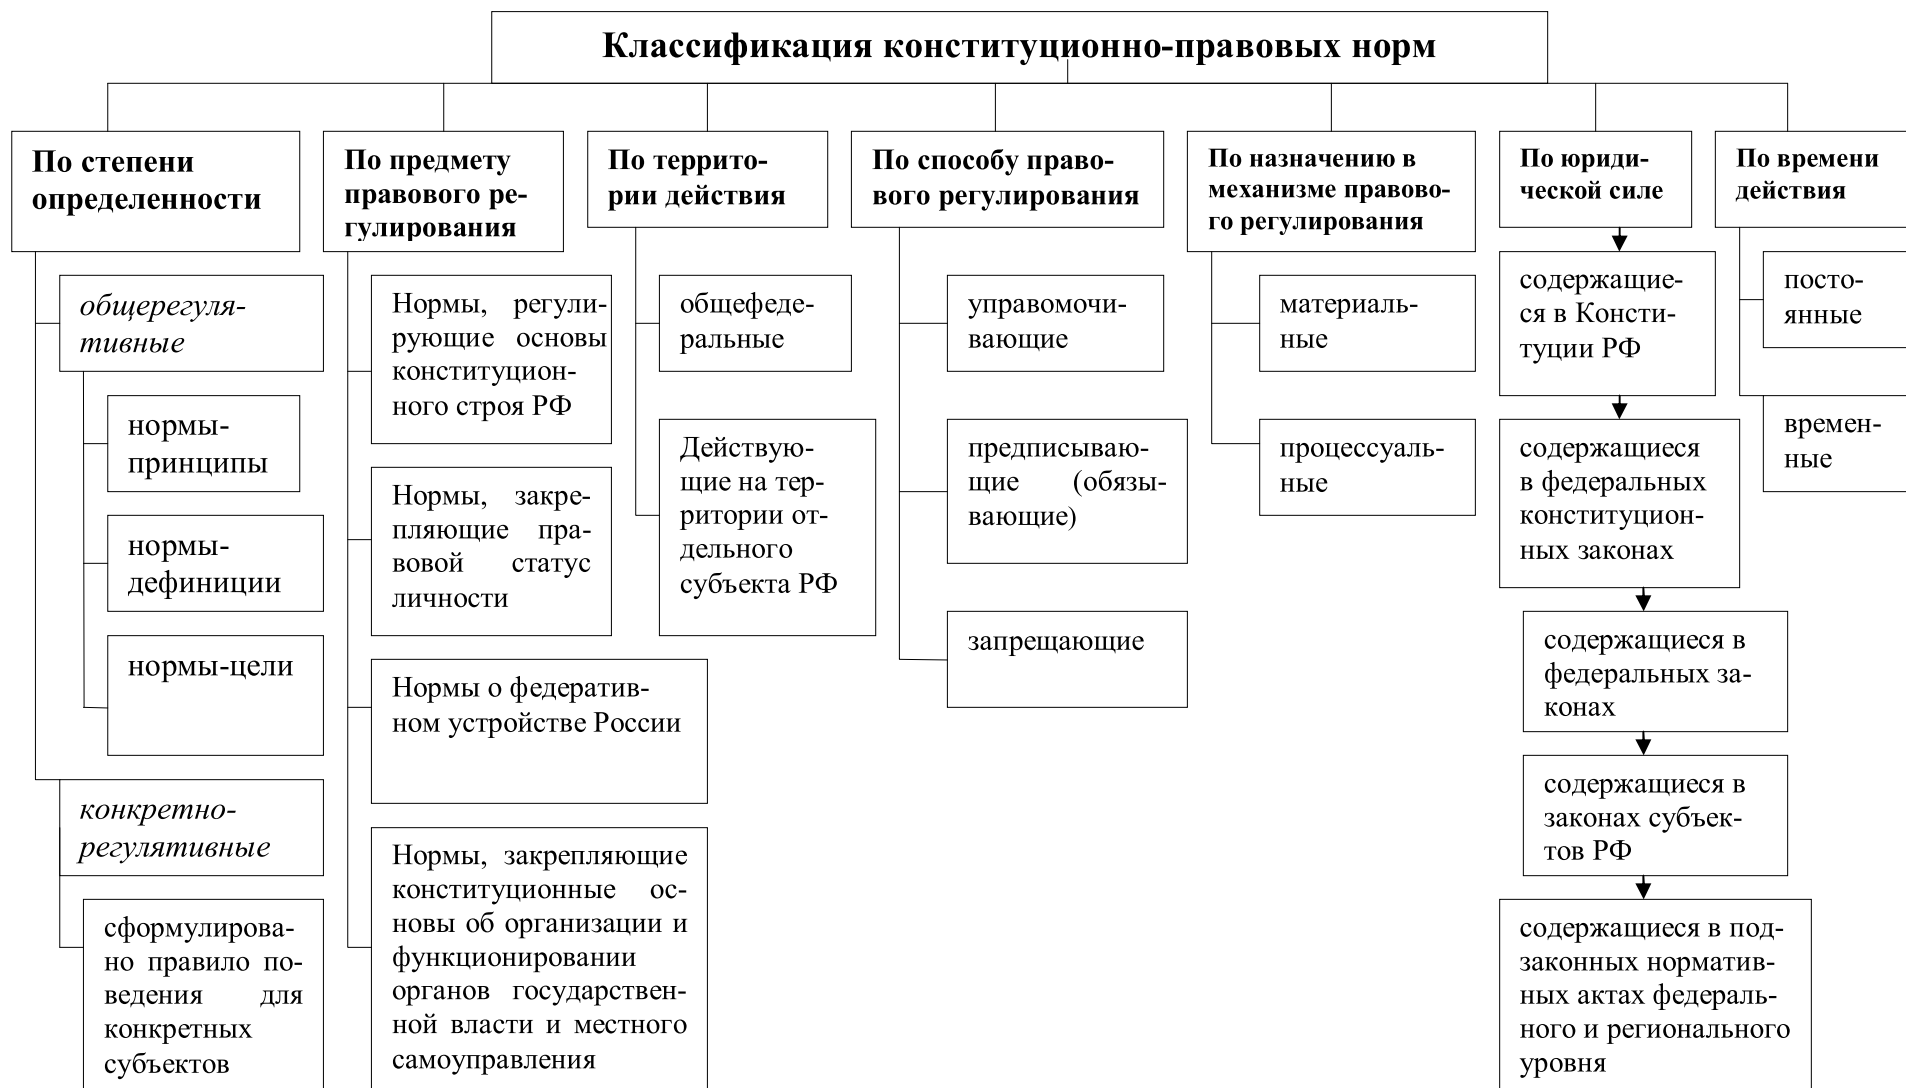 Классификация конституционно-правовых норм
По степени
определенности
общерегуля-
тивные
нормы-
принципы
нормы-
дефиниции
нормы-цели
конкретно-
регулятивные
сформулирова-
но правило по-
ведения для
конкретных
субъектов
По предмету
правового ре-
гулирования
Нормы, регули-
рующие основы
конституцион-
ного строя РФ
Нормы, закре-
пляющие пра-
вовой статус
личности
Нормы о федератив-
ном устройстве России
Нормы, закрепляющие
конституционные ос-
новы об организации и
функционировании
органов государствен-
ной власти и местного
самоуправления
По террито-
рии действия
общефеде-
ральные
Действую-
щие на тер-
ритории от-
дельного
субъекта РФ
По способу право-
вого регулирования
управомочи-
вающие
предписываю-
щие (обязы-
вающие)
запрещающие
По назначению в
механизме правово-
го регулирования
материаль-
ные
процессуаль-
ные
По юриди-
ческой силе
содержащие-
ся в Консти-
туции РФ
содержащиеся
в федеральных
конституцион-
ных законах
содержащиеся в
федеральных за-
конах
содержащиеся в
законах субъек-
тов РФ
содержащиеся в под-
законных норматив-
ных актах федераль-
ного и регионального
уровня
По времени
действия
посто-
янные
времен-
ные